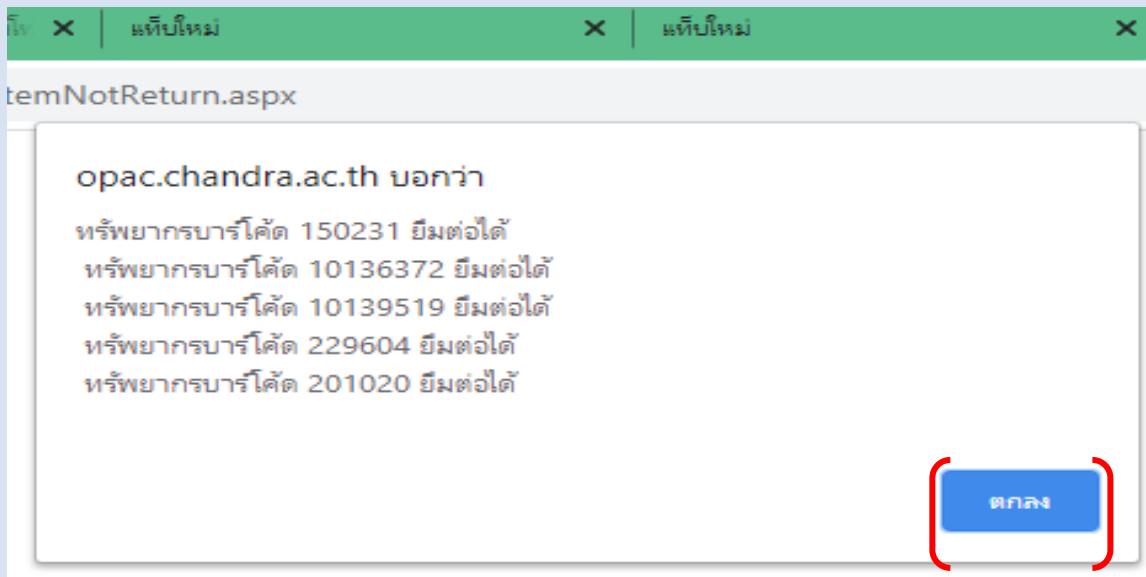 แท็บใหม่ แท็บใหม่
temNotReturn.aspx
opac.chandra.ac.th บอกว่า
ทรัพยากรบาร์โค้ด 150231 ยืมต่อได้
ทรัพยากรบาร์โค้ด 10136372 ยืมต่อได้
ทรัพยากรบาร์โค้ด 10139519 ยืมต่อได้
ทรัพยากรบาร์โค้ด 229604 ยืมต่อได้
ทรัพยากรบาร์โค้ด 201020 ยืมต่อได้
ตกลง